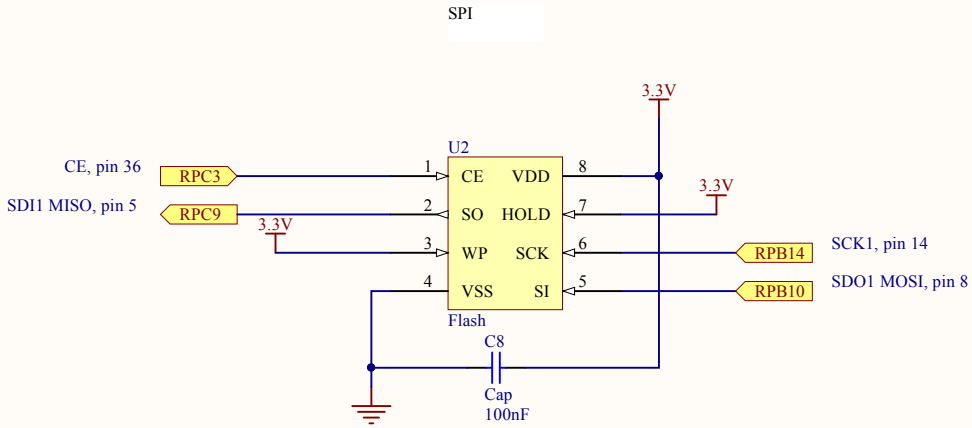 SPI
3.3V
U2
CE, pin 36
RPC3
1
CE
VDD
8
SDI1 MISO, pin 5
RPC9
2
SO
HOLD
7
3.3V
3.3V
3
WP
SCK
6
RPB14
SCK1, pin 14
4
VSS
SI
5
RPB10
SDO1 MOSI, pin 8
Flash
C8
Cap
100nF